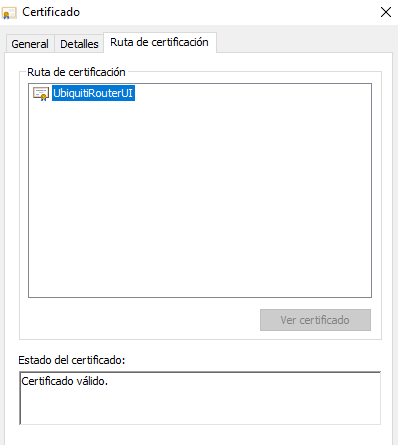 Certificado
General
Detalles
Ruta de certificación
Ruta de certificación
UbiquitiRouterUI
Ver certificado
Estado del certificado:
Certificado válido.